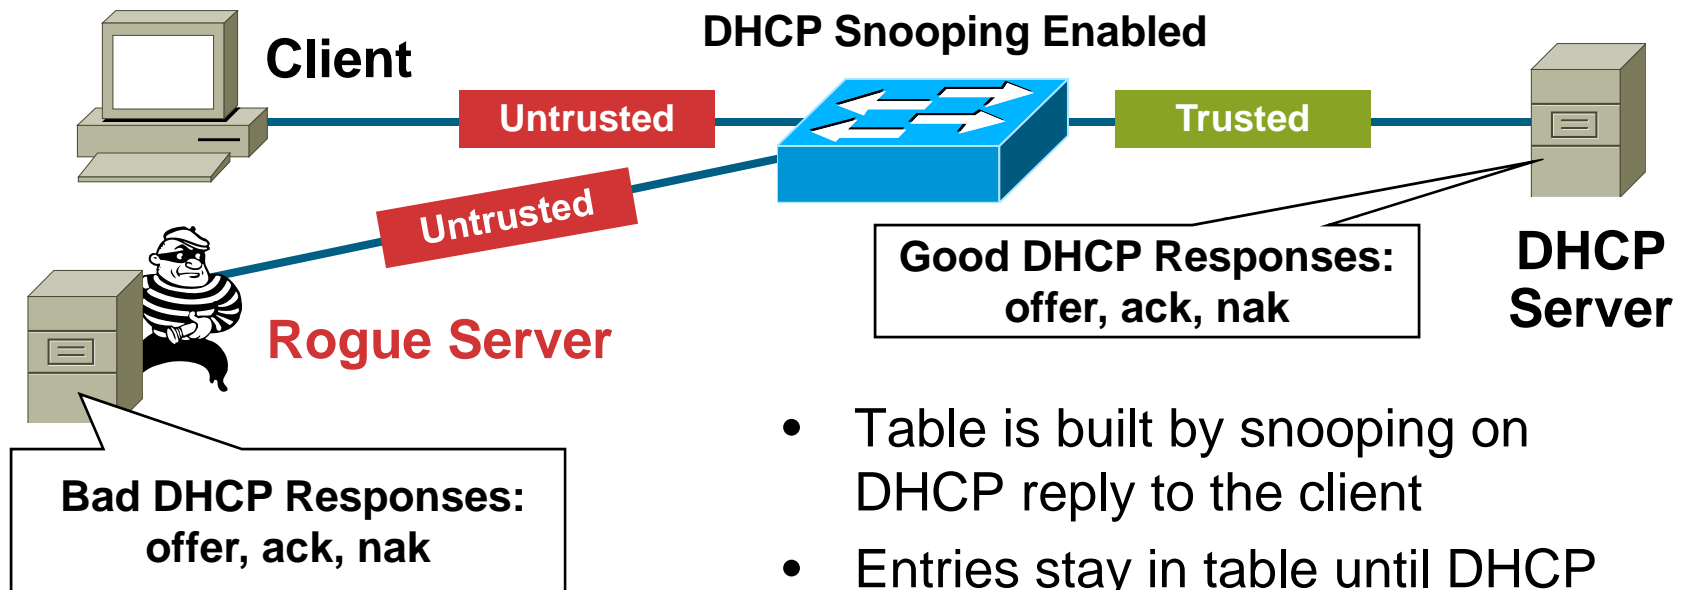 DHCP Snooping Enabled
Client
Untrusted
Trusted
Untrusted
Good DHCP Responses:
offer, ack, nak
DHCP
Server
Rogue Server
Bad DHCP Responses:
offer, ack, nak
• Table is built by snooping on
DHCP reply to the client
• Entries stay in table until DHCP